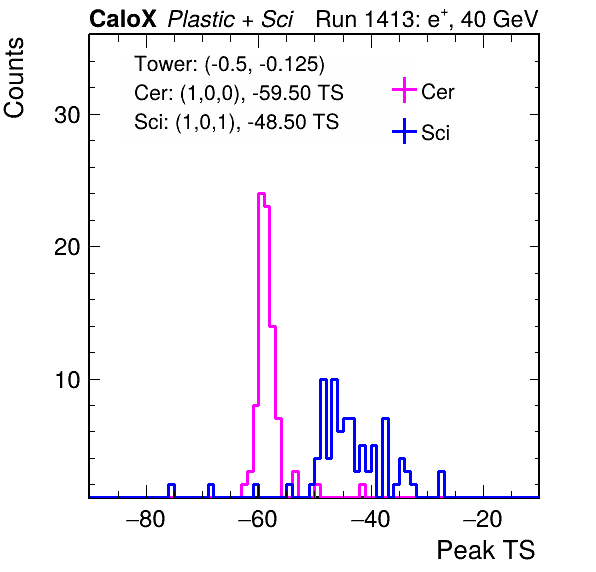 CaloX Plastic + Sci Run 1413: e+, 40 GeV
Counts
Tower: (-0.5, -0.125)
Cer: (1,0,0), -59.50 TS
Sci: (1,0,1), -48.50 TS
Cer
Sci
30
20
10
−80 −60 −40 −20
Peak TS